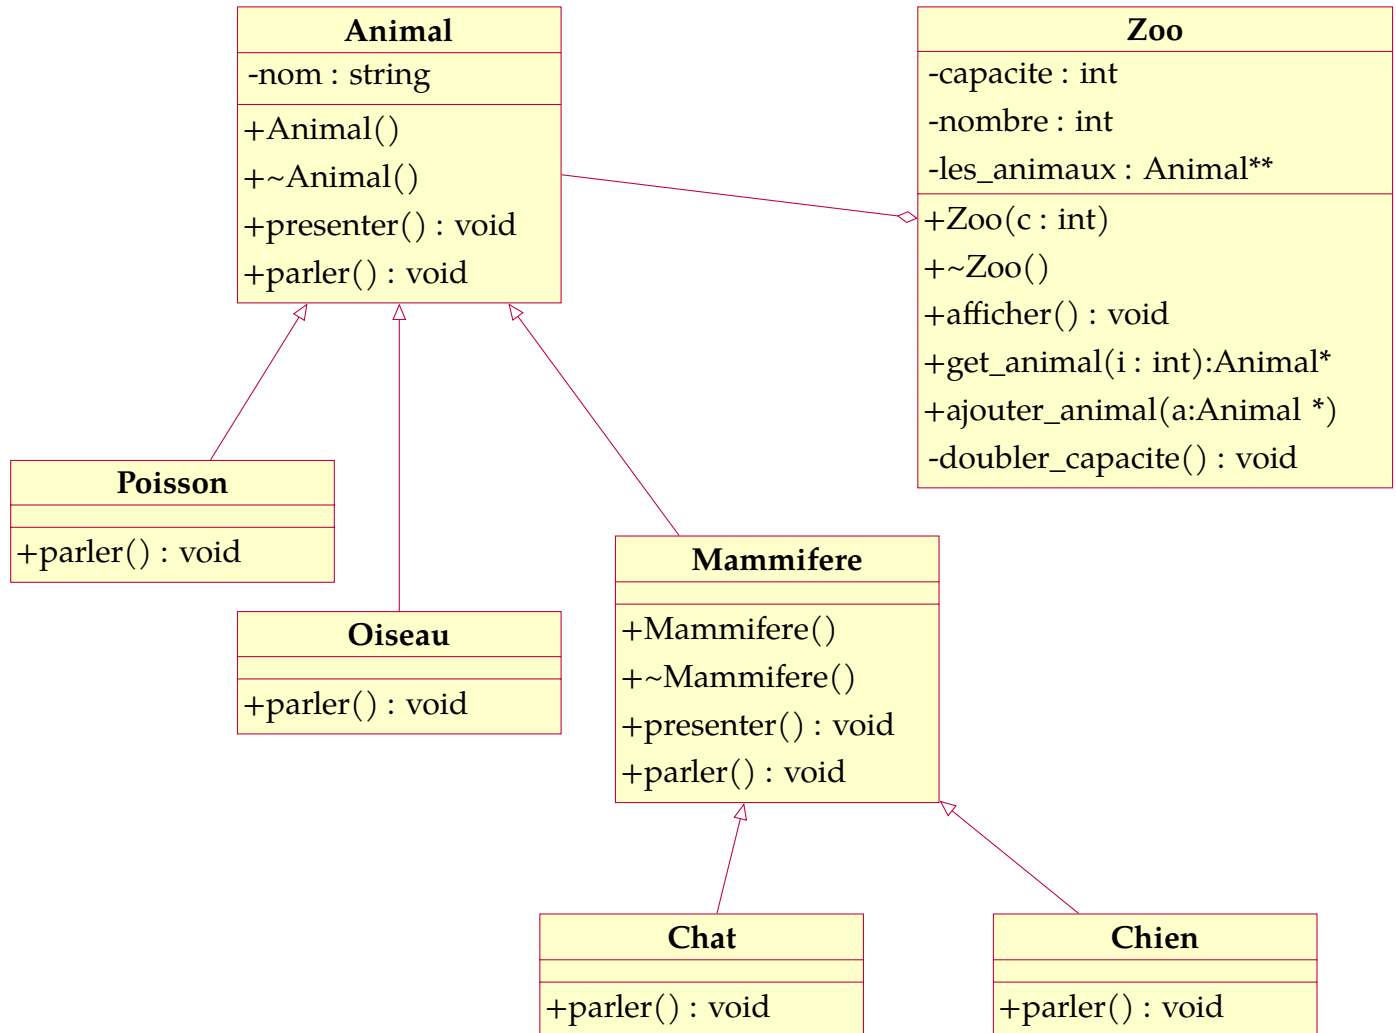 Animal
-nom : string
+Animal()
+~Animal()
+presenter() : void
+parler() : void
Zoo
-capacite : int
-nombre : int
-les_animaux : Animal**
+Zoo(c : int)
+~Zoo()
+afficher() : void
+get_animal(i : int):Animal*
+ajouter_animal(a:Animal *)
-doubler_capacite() : void
Poisson
+parler() : void
Oiseau
+parler() : void
Mammifere
+Mammifere()
+~Mammifere()
+presenter() : void
+parler() : void
Chat
+parler() : void
Chien
+parler() : void